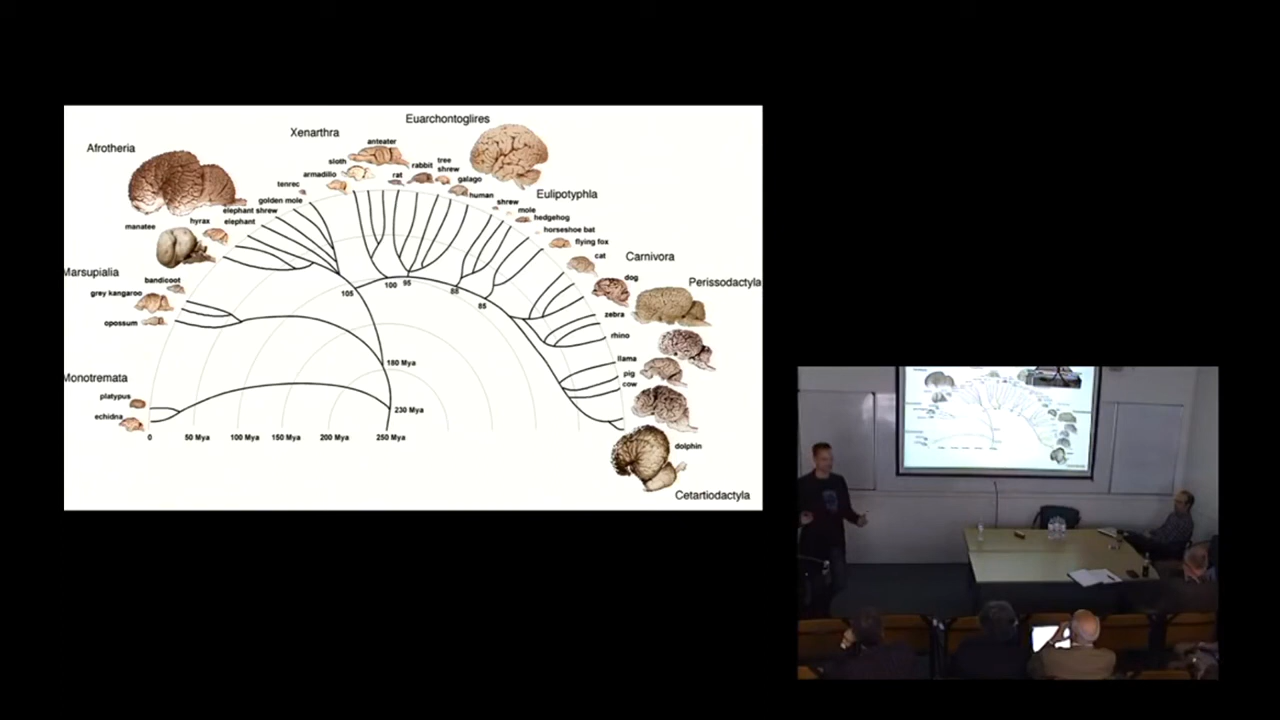 Euarchontoglires
Xenarthra
Afrotheria
anteater
sloth
rabbit
tree
shrew
armadillo
rat
galago
tenrec
human
golden mole
shrew
Eulipotyphla
elephant shrew
mole
hyrax
elephant
hedgehog
manatee
horseshoe bat
flying fox
cat
Carnivora
Marsupialia
bandicoot
dog
Perissodactyla
grey kangaroo
105
100
95
88
85
opossum
zebra
rhino
llama
180 Mya
pig
Monotremata
cow
platypus
230 Mya
echidna
0
50 Mya
100 Mya
150 Mya
200 Mya
250 Mya
dolphin
Cetartiodactyla